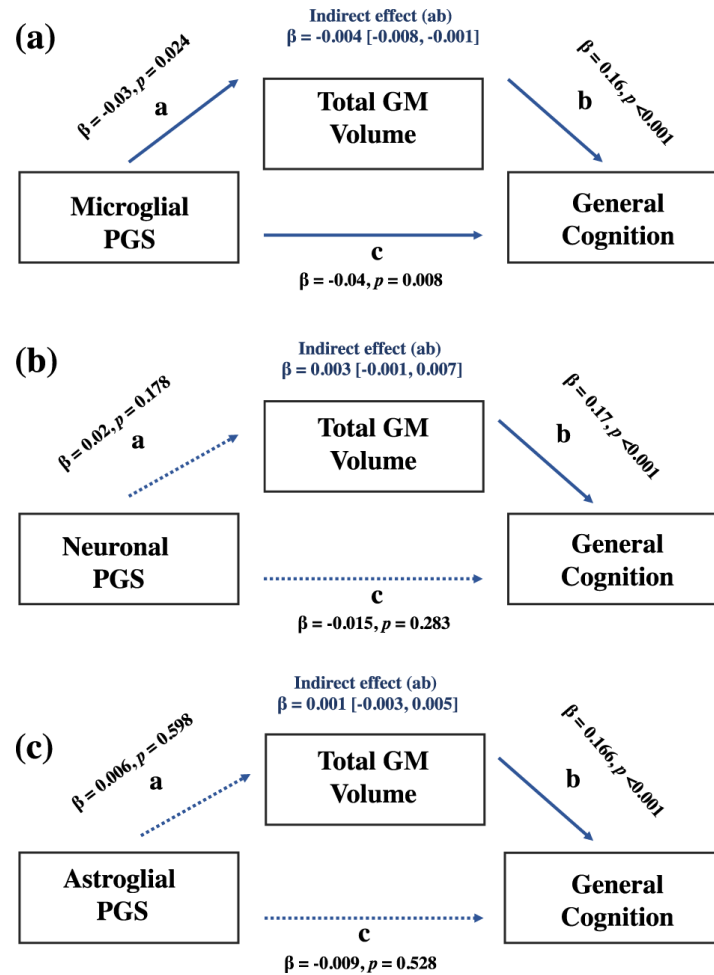 (a)
Indirect effect (ab)
β = -0.004 [-0.008, -0.001]
β = -0.03, p = 0.024
a
Total GM
Volume
b
β = 0.16, p <0.001
Microglial
PGS
General
Cognition
c
β = -0.04, p = 0.008
(b)
Indirect effect (ab)
β = 0.003 [-0.001, 0.007]
β = 0.02, p = 0.178
a
Total GM
Volume
b
β = 0.17, p <0.001
Neuronal
PGS
General
Cognition
c
β = -0.015, p = 0.283
(c)
Indirect effect (ab)
β = 0.001 [-0.003, 0.005]
β = 0.006, p = 0.598
a
Total GM
Volume
b
β = 0.166, p <0.001
Astroglial
PGS
General
Cognition
c
β = -0.009, p = 0.528